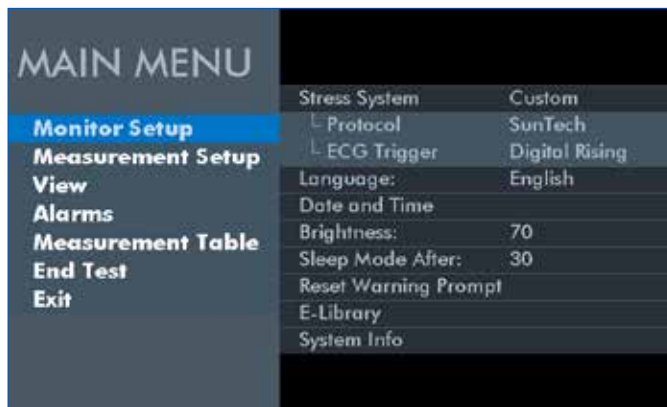 MAIN MENU
Monitor Setup
Measurement Setup
View
Alarms
Measurement Table
End Test
Exit
Stress System Custom
Protocol SunTech
ECG Trigger Digital Rising
Language: English
Date and Time
Brightness: 70
Sleep Mode After: 30
Reset Warning Prompt
E-Library
System Info